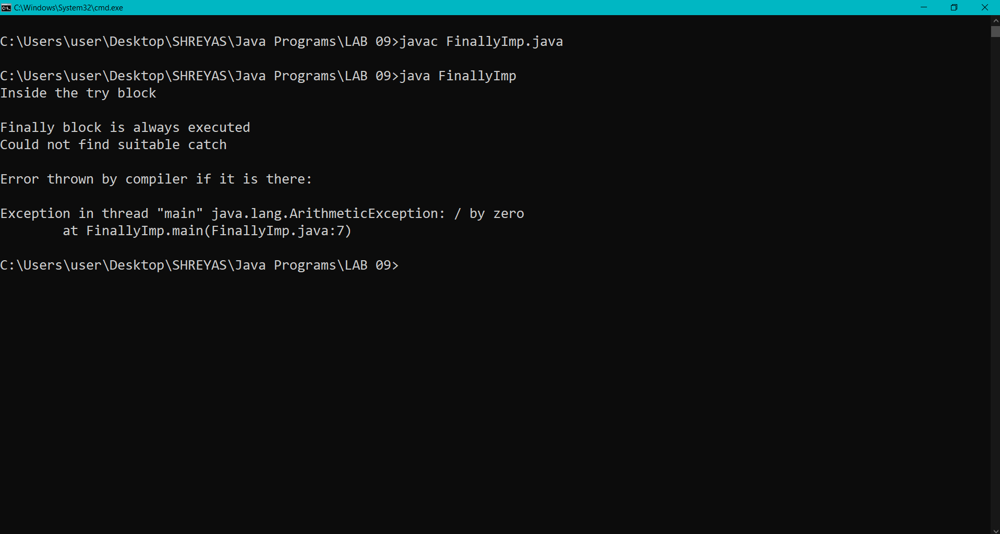 C:\Windows\System32\cmd.exe
C:\Users\user\Desktop\SHREYAS\Java Programs\LAB 09>javac FinallyImp.java
C:\Users\user\Desktop\SHREYAS\Java Programs\LAB 09>java FinallyImp
Inside the try block
Finally block is always executed
Could not find suitable catch
Error thrown by compiler if it is there:
Exception in thread "main" java.lang.ArithmeticException: / by zero
        at FinallyImp.main(FinallyImp.java:7)
C:\Users\user\Desktop\SHREYAS\Java Programs\LAB 09>